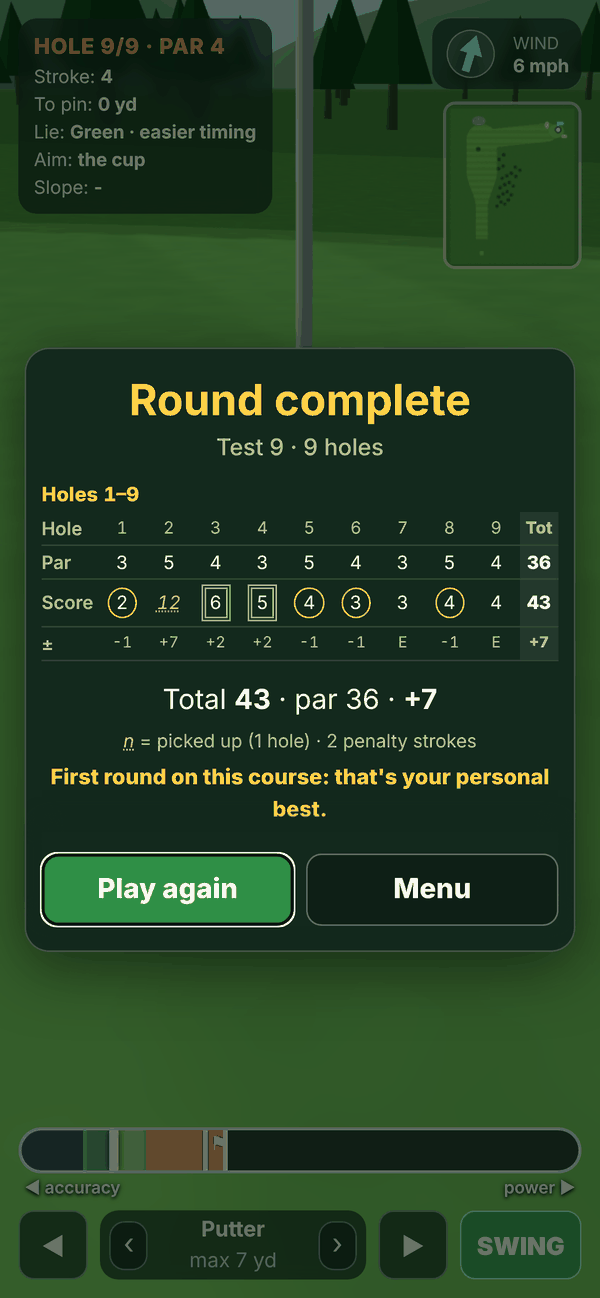 HOLE 9/9 · PAR 4
Stroke: 4
To pin: 0 yd
Lie: Green · easier timing
Aim: the cup
Slope: -
WIND
6 mph
Round complete
Test 9 · 9 holes
Holes 1–9
Hole 1 2 3 4 5 6 7 8 9 Tot
Par 3 5 4 3 5 4 3 5 4 36
Score 2 12 6 5 4 3 3 4 4 43
± -1 +7 +2 +2 -1 -1 E -1 E +7
Total 43 · par 36 · +7
n = picked up (1 hole) · 2 penalty strokes
First round on this course: that's your personal
best.
Play again
Menu
◀ accuracy
power ▶
◀
‹
Putter
max 7 yd
›
▶
SWING